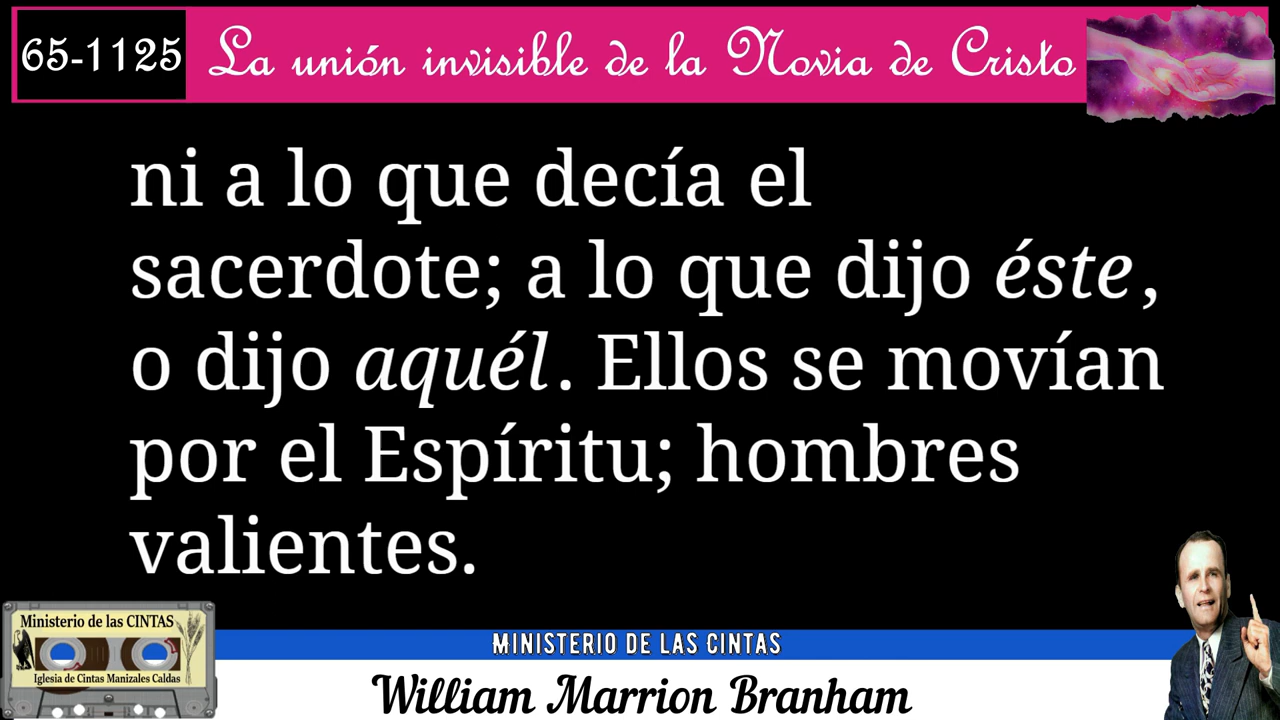 65-1125 La unión invisible de la Novia de Cristo
ni a lo que decía el
sacerdote; a lo que dijo éste,
o dijo aquél. Ellos se movían
por el Espíritu; hombres
valientes.
Ministerio de las CINTAS
Iglesia de Cintas Manizales Caldas
MINISTERIO DE LAS CINTAS
William Marrion Branham